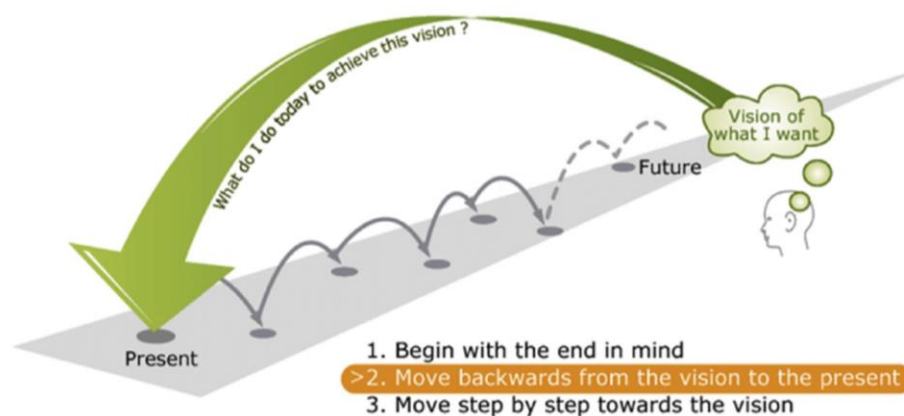 What do I do today to achieve this vision ?
Vision of
what I want
Future
Present
1. Begin with the end in mind
>2. Move backwards from the vision to the present
3. Move step by step towards the vision